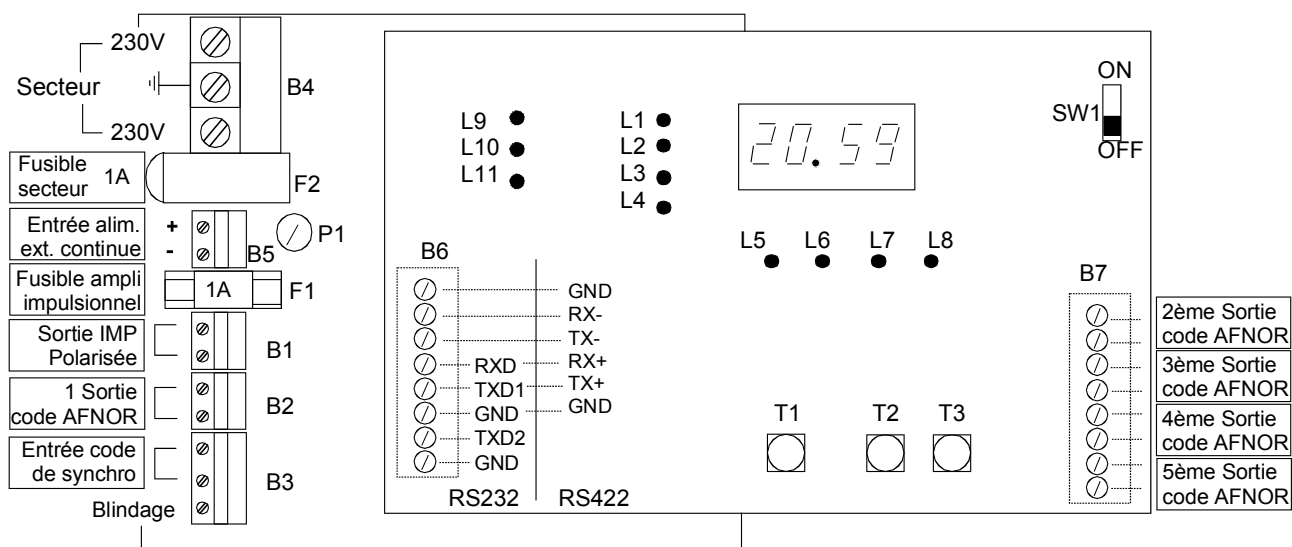 230V
Secteur
230V
B4
Fusible
secteur
1A
F2
Entrée alim.
ext. continue
+
-
B5
P1
Fusible ampli
impulsionnel
1A
F1
Sortie IMP
Polarisée
B1
1 Sortie
code AFNOR
B2
Entrée code
de synchro
B3
Blindage
L9
L10
L11
L1
L2
L3
L4
20.59
ON
SW1
OFF
L5 L6 L7 L8
B6
GND
RX-
TX-
RXD RX+
TXD1 TX+
GND GND
TXD2
GND
RS232 RS422
T1 T2 T3
B7
2ème Sortie
code AFNOR
3ème Sortie
code AFNOR
4ème Sortie
code AFNOR
5ème Sortie
code AFNOR